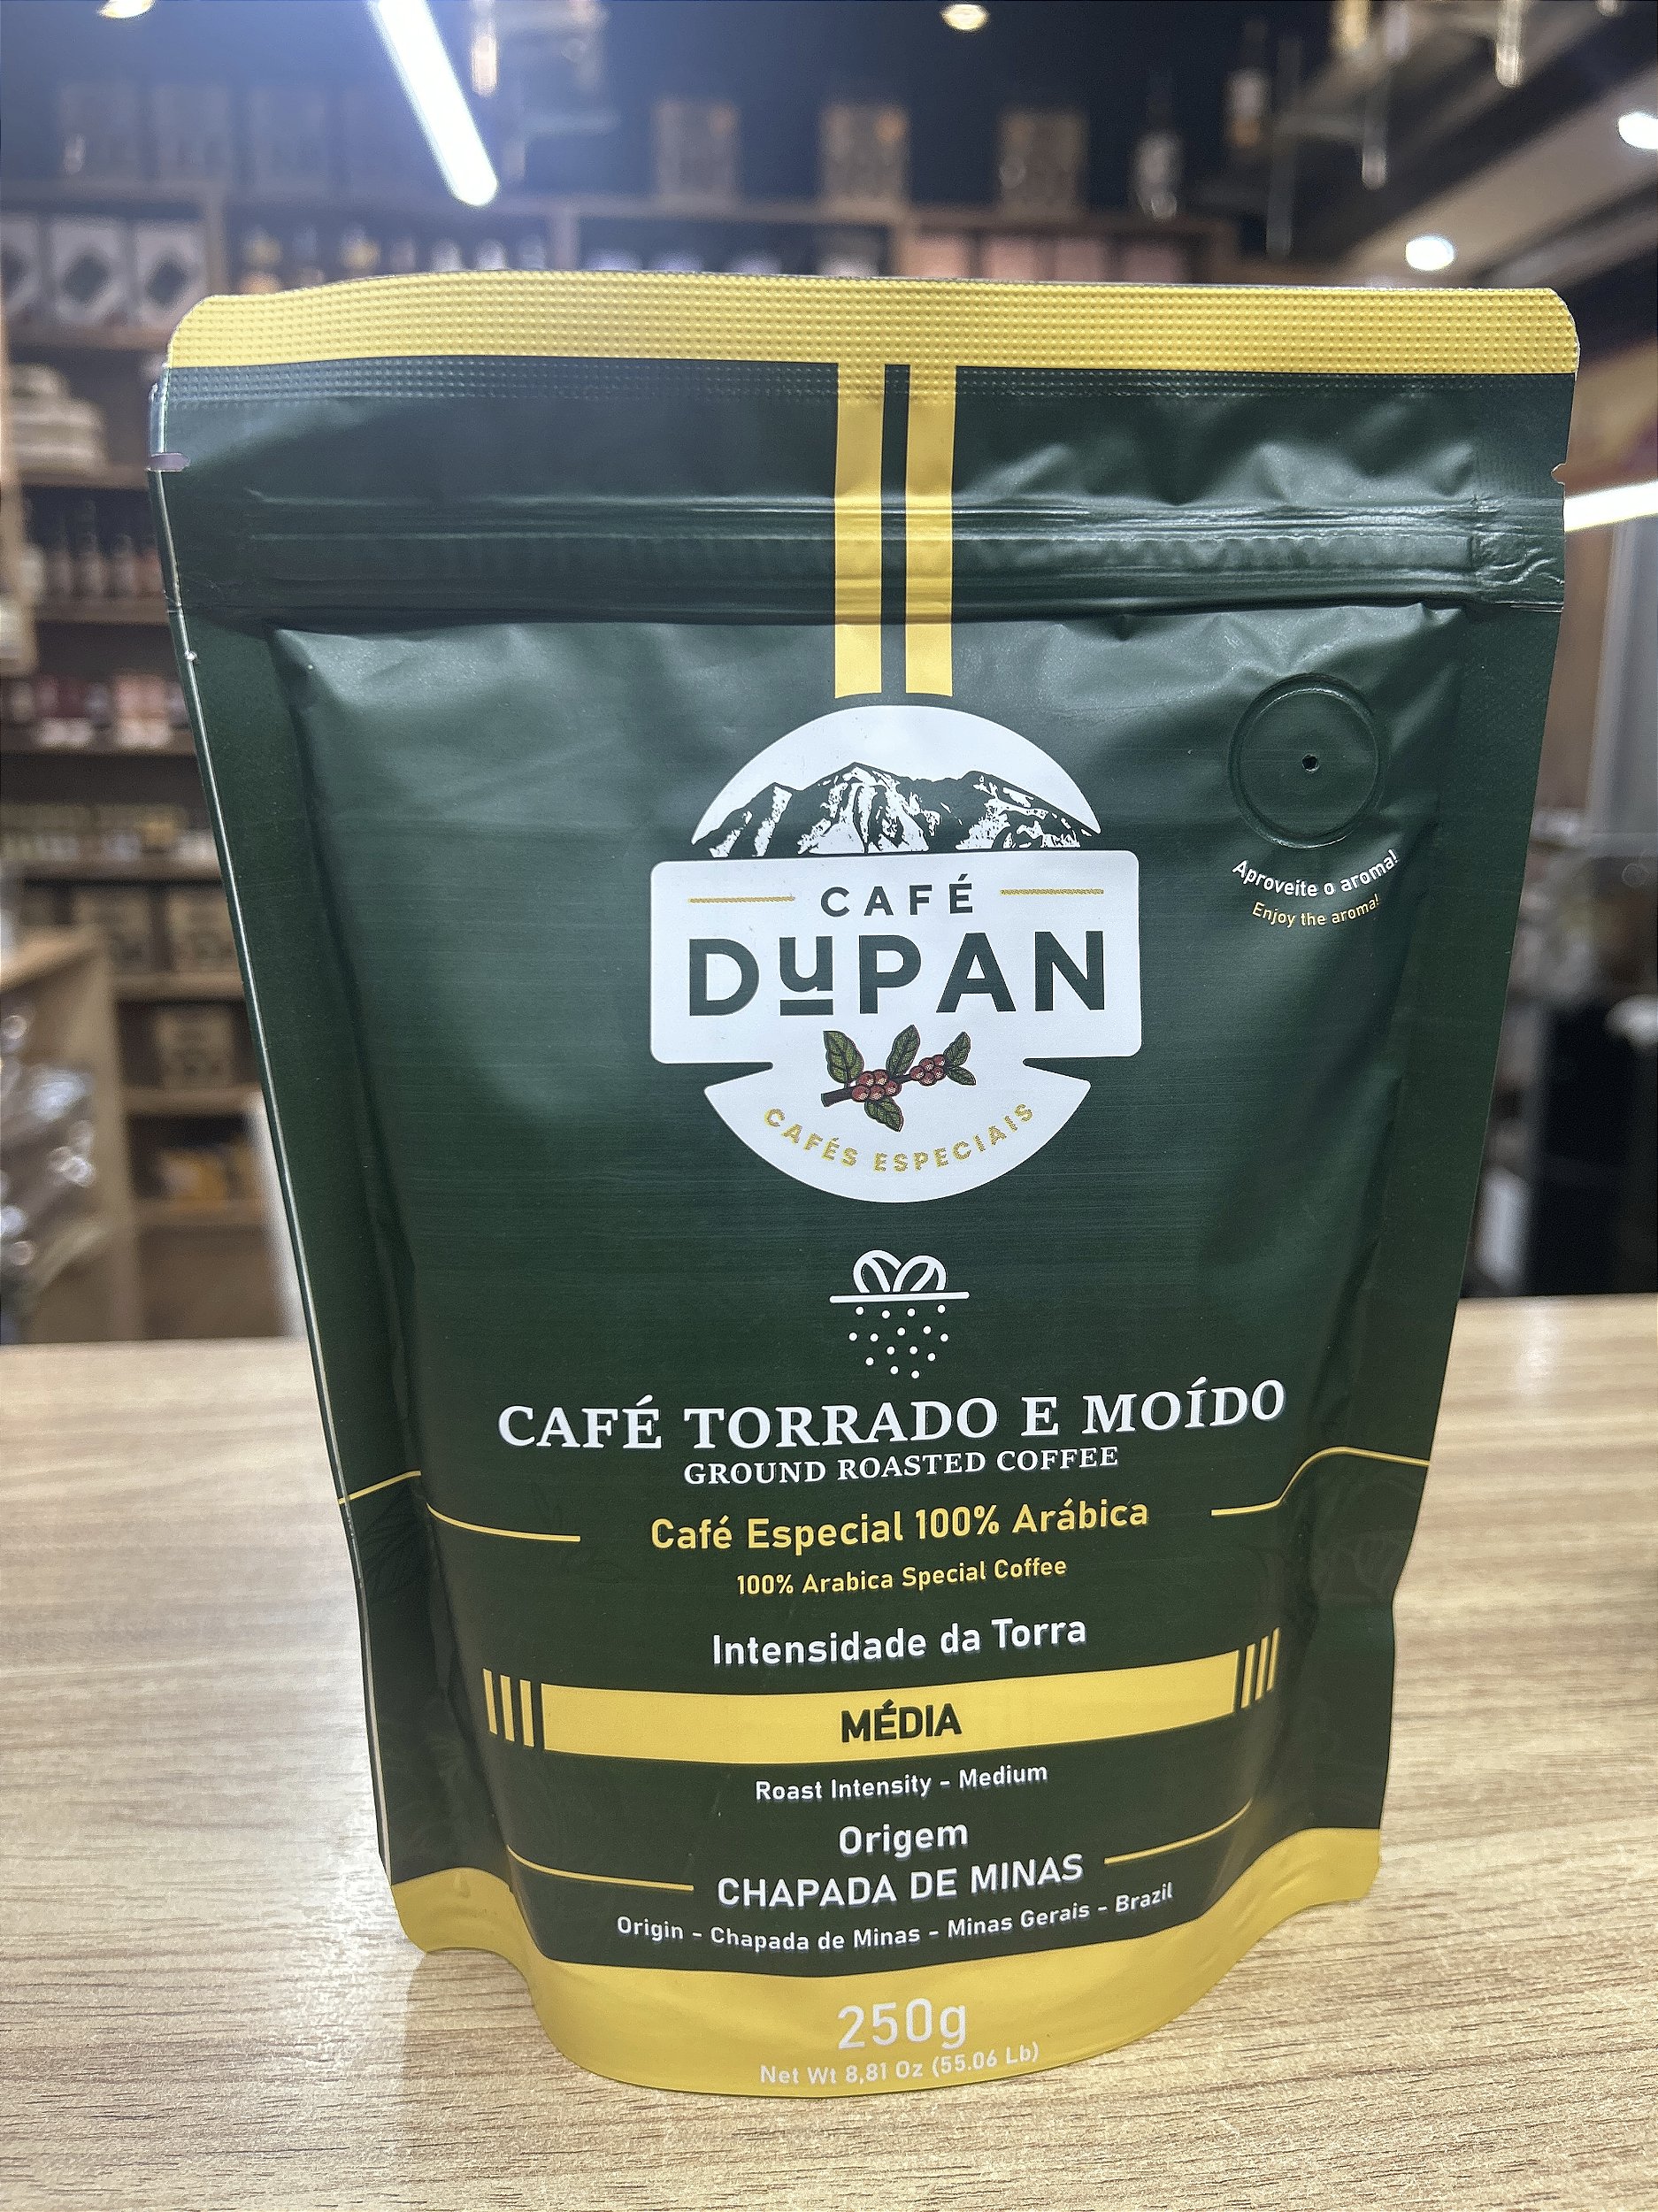 CAFÉ
DuPAN
CAFÉS ESPECIAIS
Aproveite o aroma!
Enjoy the aroma!
CAFÉ TORRADO E MOÍDO
GROUND ROASTED COFFEE
Café Especial 100% Arábica
100% Arabica Special Coffee
Intensidade da Torra
MÉDIA
Roast Intensity - Medium
Origem
CHAPADA DE MINAS
Origin - Chapada de Minas - Minas Gerais - Brazil
250g
Net Wt 8,81 Oz (55.06 Lb)